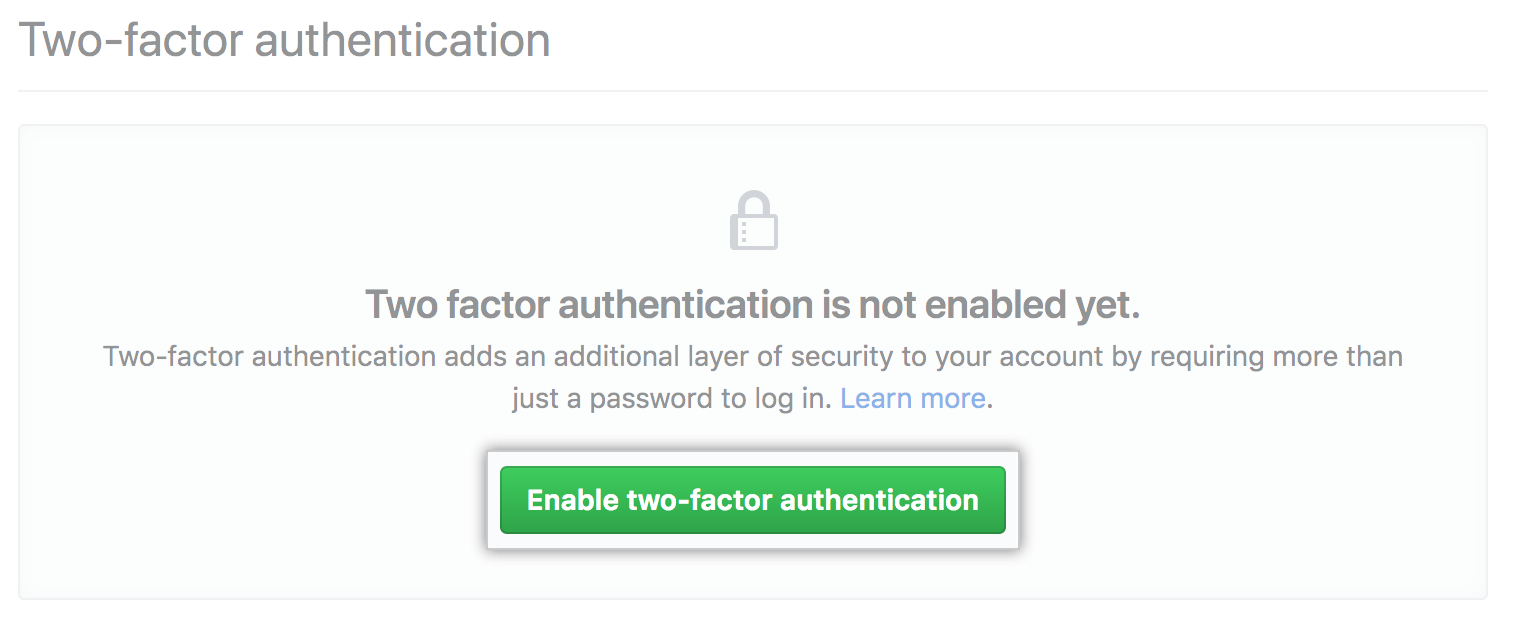 Two-factor authentication
Two factor authentication is not enabled yet.
Two-factor authentication adds an additional layer of security to your account by requiring more than
just a password to log in. Learn more.
Enable two-factor authentication